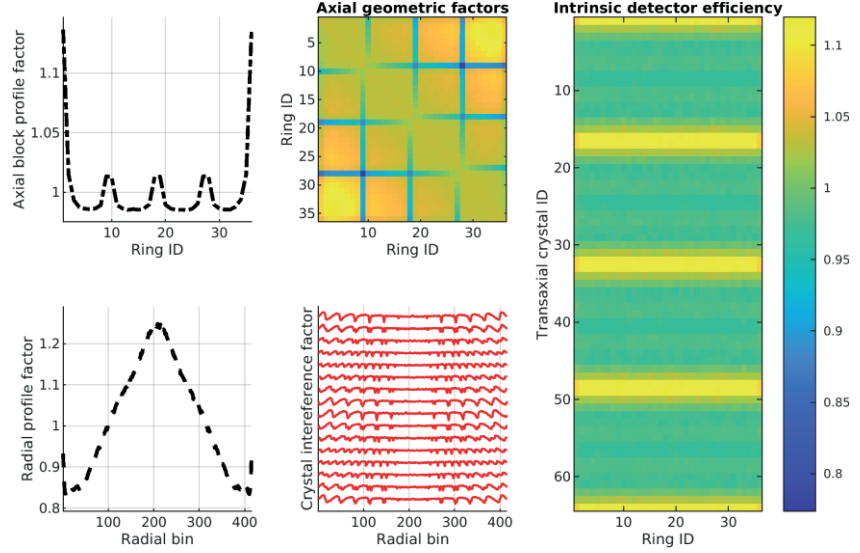 Axial block profile factor
1.1
1.05
1
10 20 30
Ring ID
Axial geometric factors
Ring ID
5
10
15
20
25
30
35
10 20 30
Ring ID
Intrinsic detector efficiency
Transaxial crystal ID
10
20
30
40
50
60
10 20 30
Ring ID
1.1
1.05
1
0.95
0.9
0.85
0.8
Radial profile factor
1.2
1.1
1
0.9
0.8
0 100 200 300 400
Radial bin
Crystal intereference factor
100 200 300 400
Radial bin